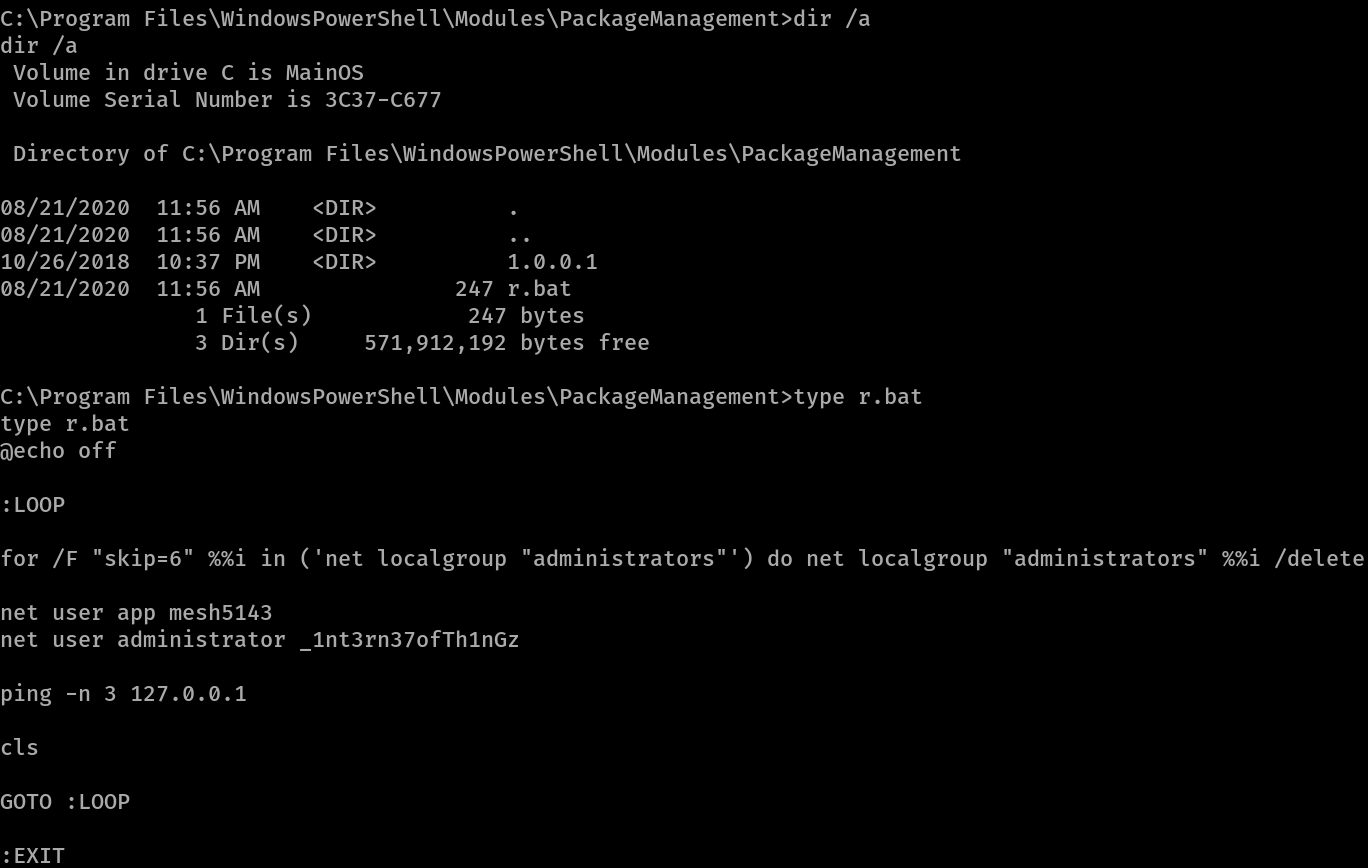 C:\Program Files\WindowsPowerShell\Modules\PackageManagement>dir /a
dir /a
 Volume in drive C is MainOS
 Volume Serial Number is 3C37-C677

 Directory of C:\Program Files\WindowsPowerShell\Modules\PackageManagement

08/21/2020  11:56 AM    <DIR>          .
08/21/2020  11:56 AM    <DIR>          ..
10/26/2018  10:37 PM    <DIR>          1.0.0.1
08/21/2020  11:56 AM               247 r.bat
               1 File(s)            247 bytes
               3 Dir(s)     571,912,192 bytes free

C:\Program Files\WindowsPowerShell\Modules\PackageManagement>type r.bat
type r.bat
@echo off

:LOOP

for /F "skip=6" %%i in ('net localgroup "administrators"') do net localgroup "administrators" %%i /delete

net user app mesh5143
net user administrator _1nt3rn37ofTh1nGz

ping -n 3 127.0.0.1

cls

GOTO :LOOP

:EXIT